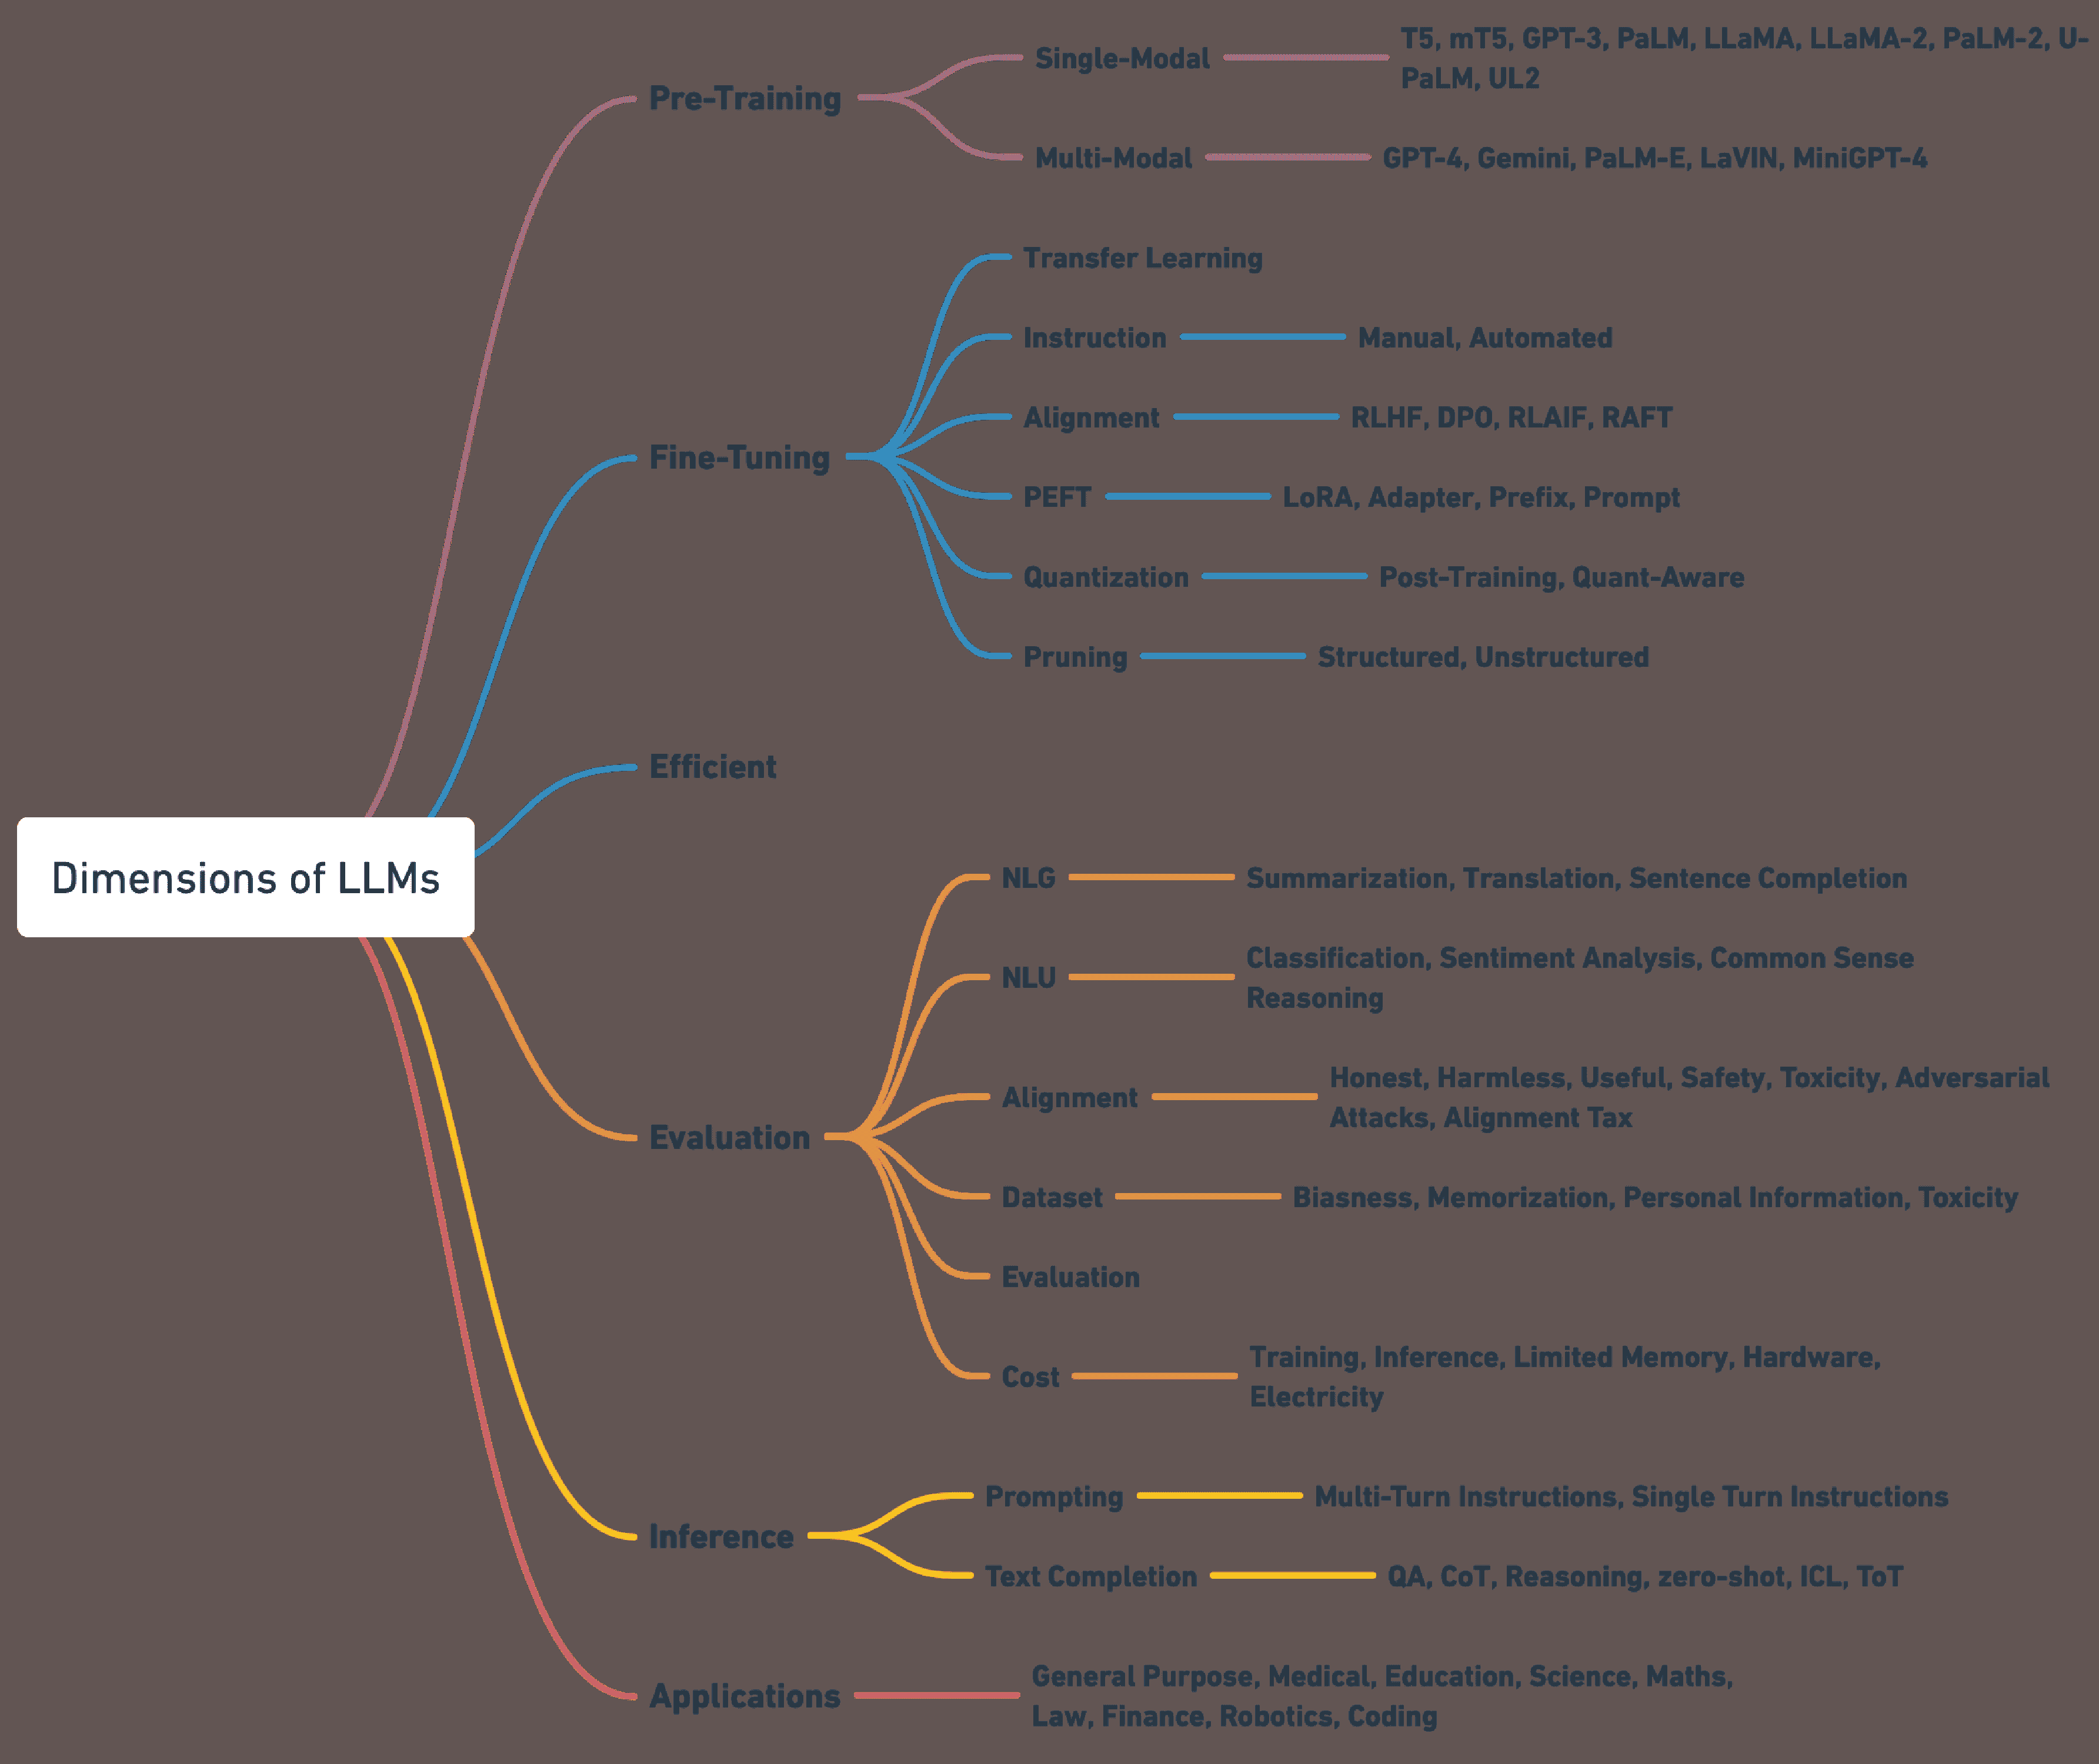 T5, mT5, GPT-3, PaLM, LLaMA, LLaMA-2, PaLM-2, U-
Single-Modal
PaLM, UL2
Pre-Training
Multi-Modal
GPT-4, Gemini, PaLM-E, LaVIN, MiniGPT-4
Transfer Learning
Instruction
Manual, Automated
Alignment
RLHF, DPO, RLAIF, RAFT
Fine-Tuning
PEFT
LoRA, Adapter, Prefix, Prompt
Quantization
Post-Training, Quant-Aware
Pruning
Structured, Unstructured
Efficient
Dimensions of LLMs
NLG
Summarization, Translation, Sentence Completion
NLU
Classification, Sentiment Analysis, Common Sense
Reasoning
Alignment
Honest, Harmless, Useful, Safety, Toxicity, Adversarial
Attacks, Alignment Tax
Evaluation
Dataset
Biasness, Memorization, Personal Information, Toxicity
Evaluation
Cost
Training, Inference, Limited Memory, Hardware,
Electricity
Prompting
Multi-Turn Instructions, Single Turn Instructions
Inference
Text Completion
QA, CoT, Reasoning, zero-shot, ICL, ToT
Applications
General Purpose, Medical, Education, Science, Maths,
Law, Finance, Robotics, Coding